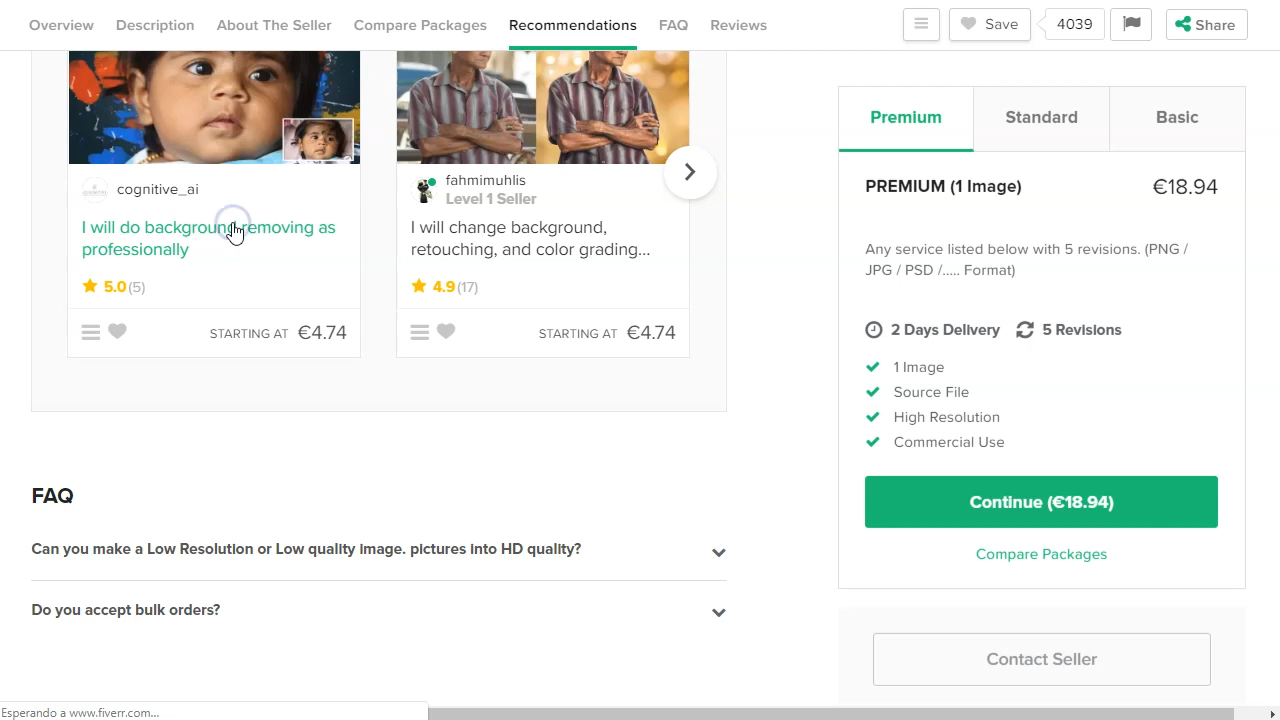 Overview Description About The Seller Compare Packages Recommendations FAQ Reviews Save 4039 Share
cognitive_ai
I will do background removing as
professionally
5.0 (5)
STARTING AT €4.74
fahmimuhlis
Level 1 Seller
I will change background,
retouching, and color grading...
4.9 (17)
STARTING AT €4.74
FAQ
Can you make a Low Resolution or Low quality image. pictures into HD quality?
Do you accept bulk orders?
Premium Standard Basic
PREMIUM (1 Image) €18.94
Any service listed below with 5 revisions. (PNG /
JPG / PSD /..... Format)
2 Days Delivery 5 Revisions
1 Image
Source File
High Resolution
Commercial Use
Continue (€18.94)
Compare Packages
Contact Seller
Esperando a www.fiverr.com...